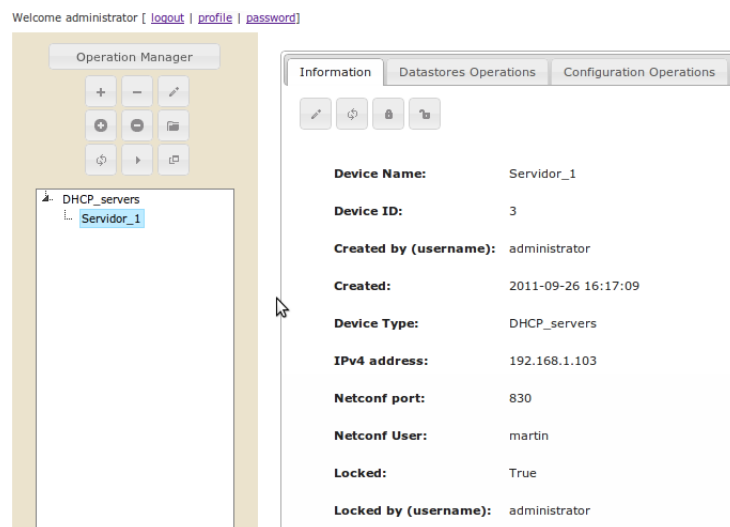 Welcome administrator [ logout | profile | password]
Operation Manager
DHCP_servers
Servidor_1
Information
Datastores Operations
Configuration Operations
Device Name: Servidor_1
Device ID: 3
Created by (username): administrator
Created: 2011-09-26 16:17:09
Device Type: DHCP_servers
IPv4 address: 192.168.1.103
Netconf port: 830
Netconf User: martin
Locked: True
Locked by (username): administrator